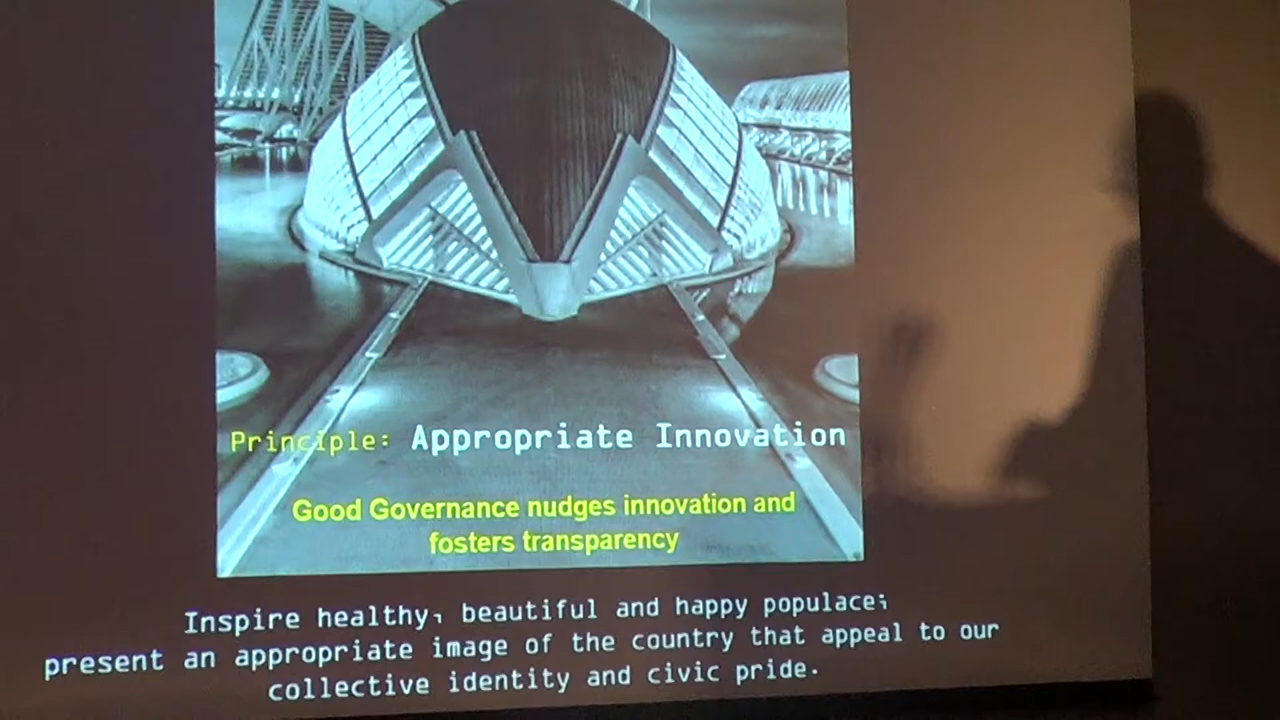 Principle: Appropriate Innovation
Good Governance nudges innovation and
fosters transparency
Inspire healthy, beautiful and happy populace;
present an appropriate image of the country that appeal to our
collective identity and civic pride.